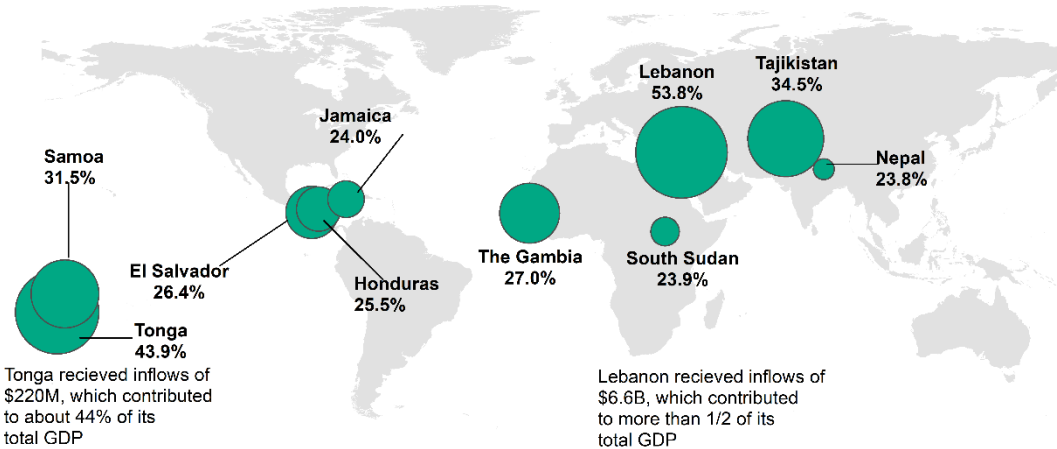 Lebanon
53.8%
Tajikistan
34.5%
Jamaica
24.0%
Samoa
31.5%
Nepal
23.8%
El Salvador
26.4%
Honduras
25.5%
The Gambia
27.0%
South Sudan
23.9%
Tonga
43.9%
Tonga recieved inflows of
$220M, which contributed
to about 44% of its
total GDP
Lebanon recieved inflows of
$6.6B, which contributed
to more than 1/2 of its
total GDP